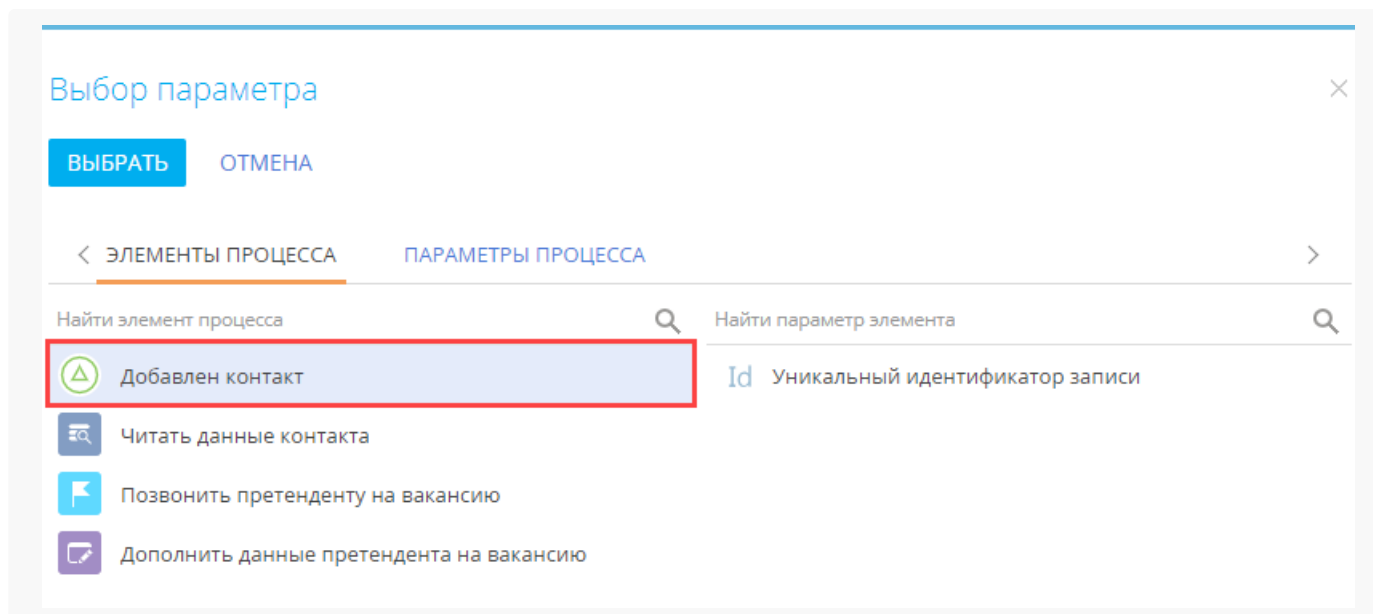 Выбор параметра
ВЫБРАТЬ ОТМЕНА
ЭЛЕМЕНТЫ ПРОЦЕССА ПАРАМЕТРЫ ПРОЦЕССА
Найти элемент процесса Найти параметр элемента
Добавлен контакт Id Уникальный идентификатор записи
Читать данные контакта
Позвонить претенденту на вакансию
Дополнить данные претендента на вакансию